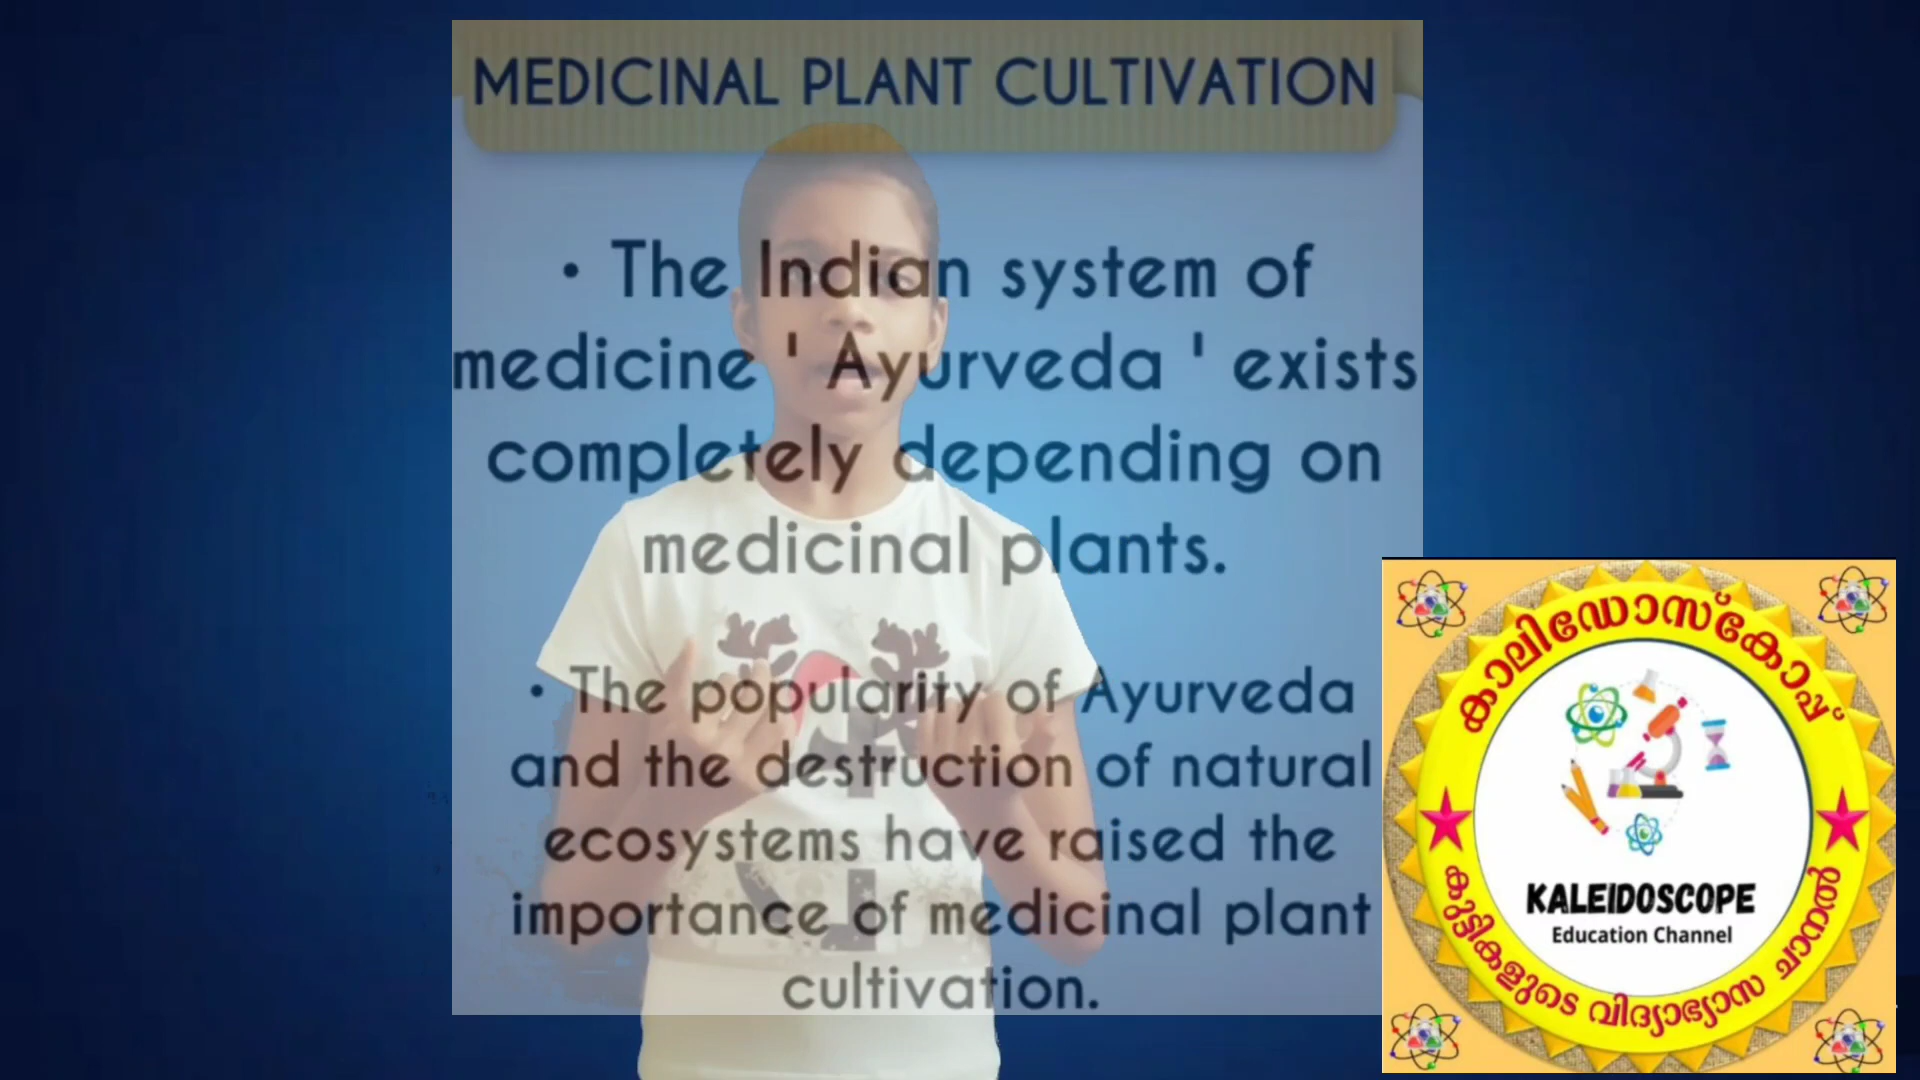 MEDICINAL PLANT CULTIVATION
• The Indian system of
medicine ' Ayurveda ' exists
completely depending on
medicinal plants.
• The popularity of Ayurveda
and the destruction of natural
ecosystems have raised the
importance of medicinal plant
cultivation.
കാലിഡോസ്കോപ്പ്
KALEIDOSCOPE
Education Channel
കുട്ടികളുടെ വിദ്യാഭ്യാസ ചാനൽ